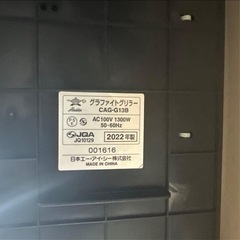 Aladdin
グラファイトグリラー
CAG-G13B
AC100V 1300W
50-60Hz
JQA
JQ10129
2022年製
001616
日本エー・アイ・シー株式会社
MADE IN CHINA